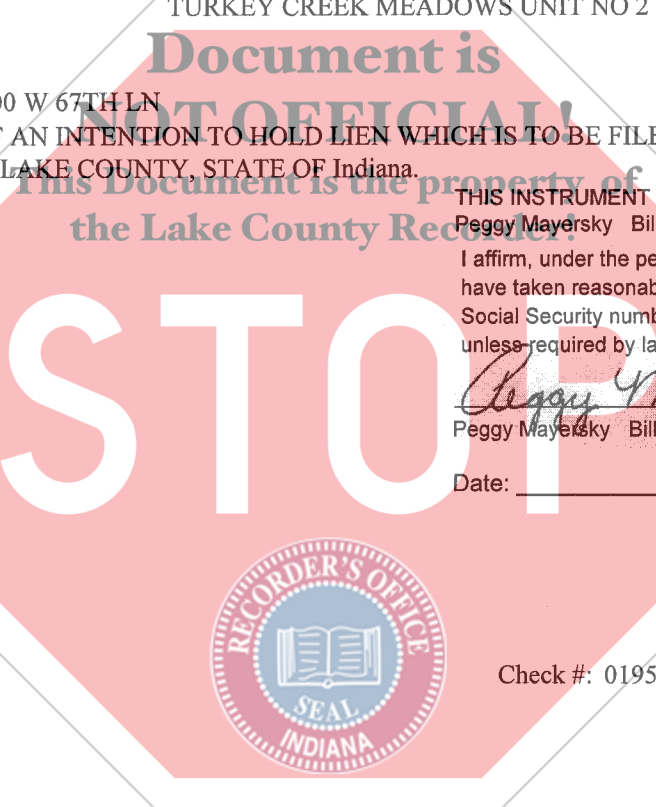 TURKEY CREEK MEADOWS UNIT NO 2
Document is
NOT OFFICIAL!
00 W 67TH LN
AN INTENTION TO HOLD LIEN WHICH IS TO BE FILE
LAKE COUNTY, STATE OF Indiana.
This Document is the property of
the Lake County Recorder!
THIS INSTRUMENT
Peggy Mayersky Bil
I affirm, under the pe
have taken reasonab
Social Security numb
unless required by la
Peggy M
Peggy Mayersky Bill
Date:
STOP
RECORDER'S OFFICE
SEAL
INDIANA
Check #: 0195